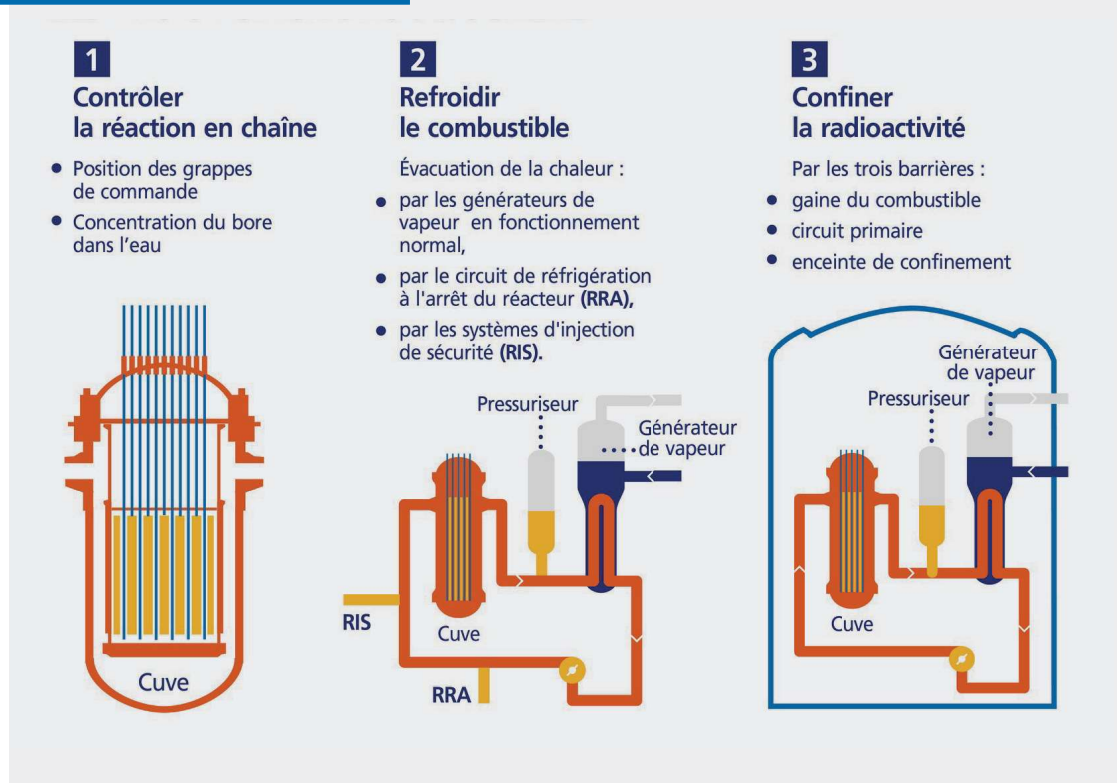 1
Contrôler
la réaction en chaîne
• Position des grappes
de commande
• Concentration du bore
dans l'eau
Cuve
2
Refroidir
le combustible
Évacuation de la chaleur :
• par les générateurs de
vapeur en fonctionnement
normal,
• par le circuit de réfrigération
à l'arrêt du réacteur (RRA),
• par les systèmes d'injection
de sécurité (RIS).
Pressuriseur
Générateur
de vapeur
RIS
Cuve
RRA
3
Confiner
la radioactivité
Par les trois barrières :
• gaine du combustible
• circuit primaire
• enceinte de confinement
Générateur
de vapeur
Pressuriseur
Cuve